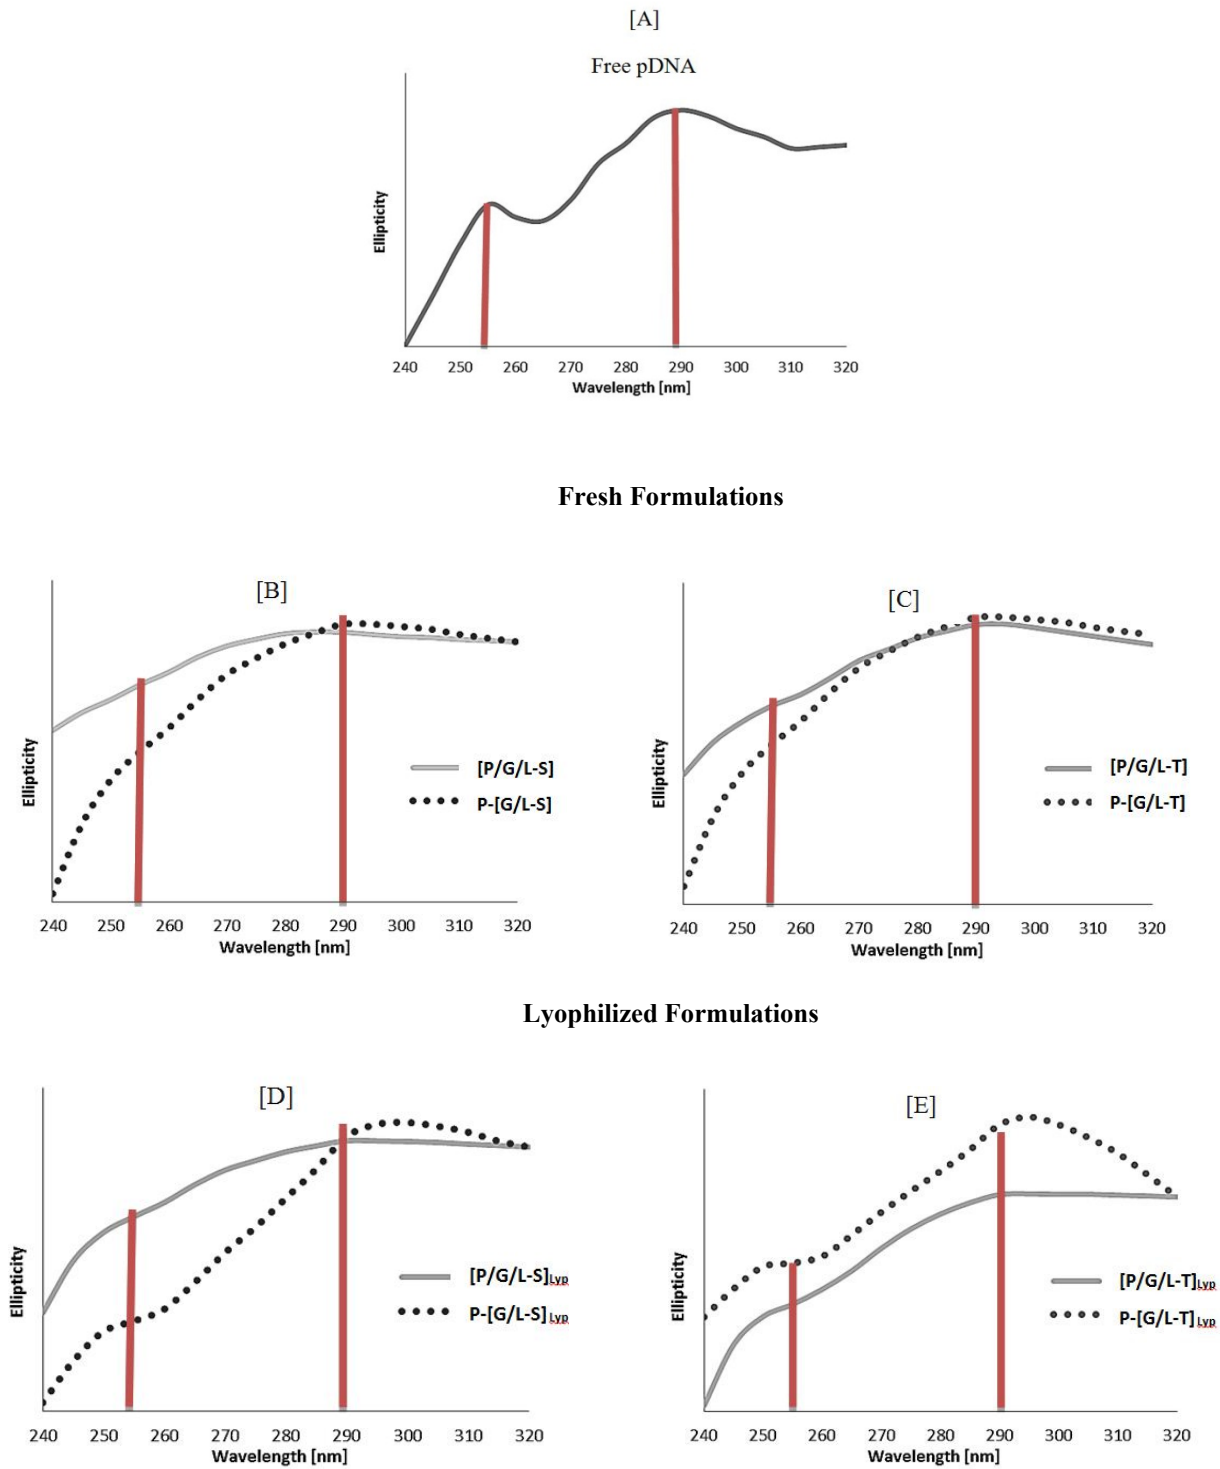 [A]
Free pDNA
Ellipticity
240 250 260 270 280 290 300 310 320
Wavelength [nm]
Fresh Formulations
[B]
Ellipticity
[P/G/L-S]
P-[G/L-S]
240 250 260 270 280 290 300 310 320
Wavelength [nm]
[C]
Ellipticity
[P/G/L-T]
P-[G/L-T]
240 250 260 270 280 290 300 310 320
Wavelength [nm]
Lyophilized Formulations
[D]
Ellipticity
[P/G/L-S]Lyp
P-[G/L-S]Lyp
240 250 260 270 280 290 300 310 320
Wavelength [nm]
[E]
Ellipticity
[P/G/L-T]Lyp
P-[G/L-T]Lyp
240 250 260 270 280 290 300 310 320
Wavelength [nm]